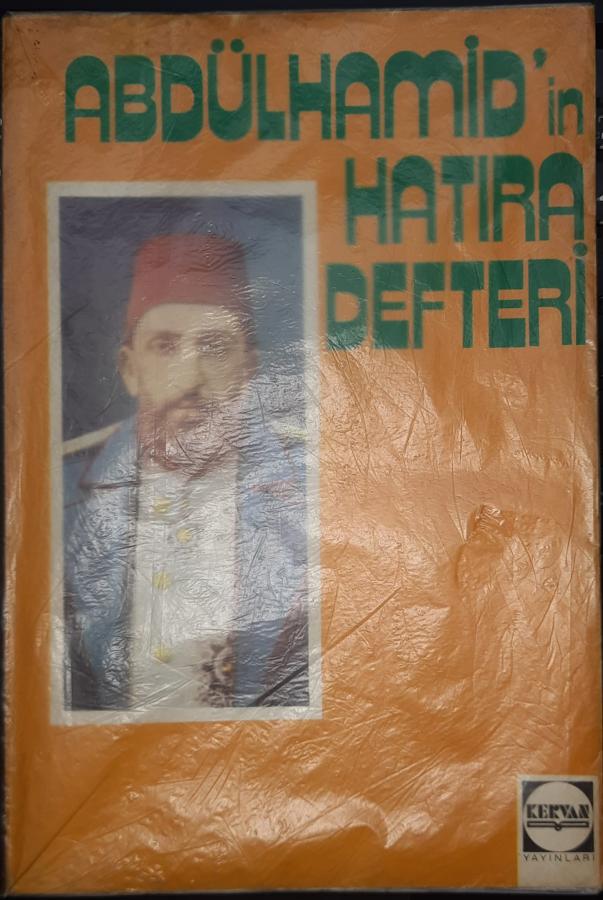 ABDÜLHAMİD'in
HATIRA
DEFTERİ
KERVAN
YAYINLARI